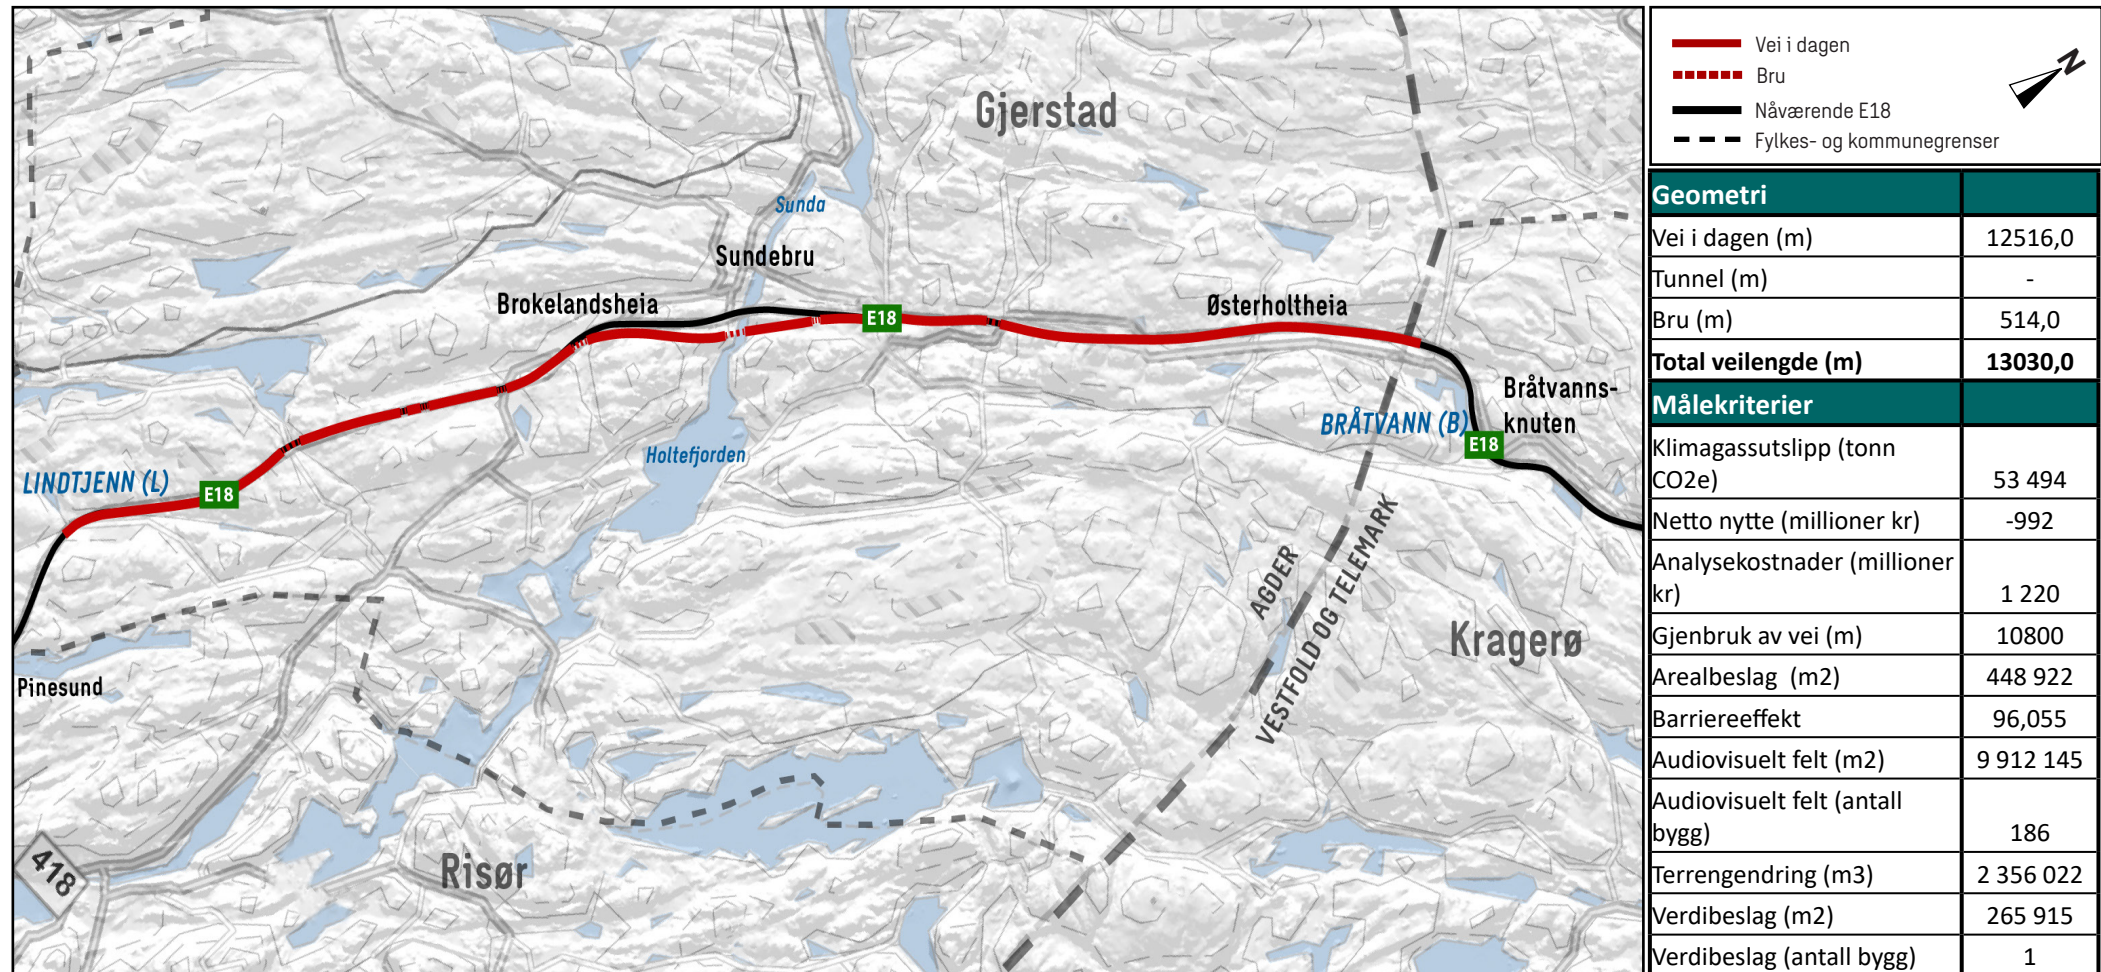 Gjerstad
Sunda
Sundebru
Brokelandsheia
Østerholtheia
E18
Bråtvanns-
knuten
BRÅTVANN (B)
E18
Holtefjorden
LINDTJENN (L)
E18
AGDER
VESTFOLD OG TELEMARK
Kragerø
Pinesund
Risør
418
Vei i dagen
Bru
Nåværende E18
Fylkes- og kommunegrenser
N
Geometri
Vei i dagen (m) 12516,0
Tunnel (m) -
Bru (m) 514,0
Total veilengde (m) 13030,0
Målekriterier
Klimagassutslipp (tonn
CO2e) 53 494
Netto nytte (millioner kr) -992
Analysekostnader (millioner
kr) 1 220
Gjenbruk av vei (m) 10800
Arealbeslag (m2) 448 922
Barriereeffekt 96,055
Audiovisuelt felt (m2) 9 912 145
Audiovisuelt felt (antall
bygg) 186
Terrengendring (m3) 2 356 022
Verdibeslag (m2) 265 915
Verdibeslag (antall bygg) 1